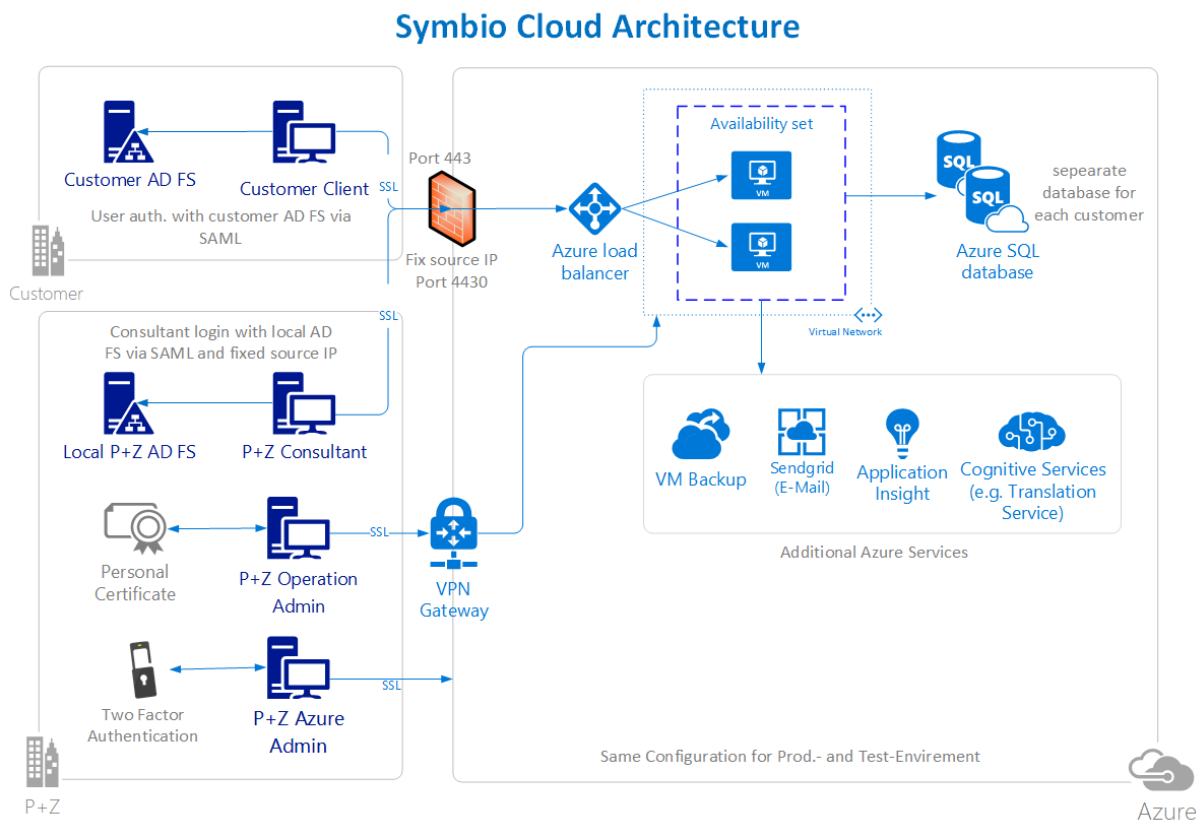 Symbio Cloud Architecture
Customer AD FS
Customer Client
SSL
User auth. with customer AD FS via
SAML
Customer
Port 443
Fix source IP
Port 4430
Azure load
balancer
Availability set
VM
VM
Virtual Network
SQL
SQL
Azure SQL
database
sepearate
database for
each customer
SSL
Consultant login with local AD
FS via SAML and fixed source IP
Local P+Z AD FS
P+Z Consultant
Personal
Certificate
P+Z Operation
Admin
SSL
VPN
Gateway
Two Factor
Authentication
P+Z Azure
Admin
SSL
P+Z
VM Backup
Sendgrid
(E-Mail)
Application
Insight
Cognitive Services
(e.g. Translation
Service)
Additional Azure Services
Same Configuration for Prod.- and Test-Envirement
Azure